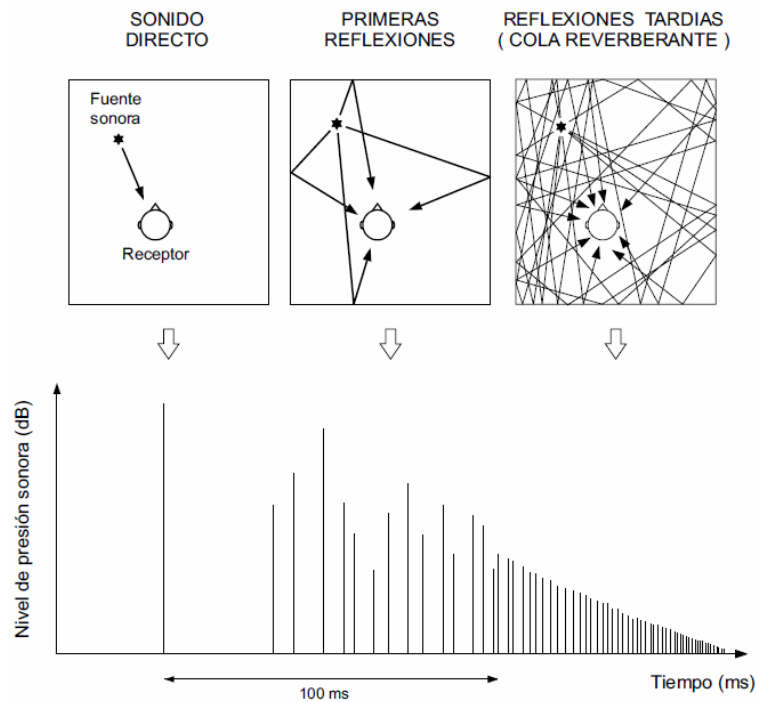 SONIDO
DIRECTO
PRIMERAS
REFLEXIONES
REFLEXIONES TARDIAS
( COLA REVERBERANTE )
Fuente
sonora
Receptor
Nivel de presión sonora (dB)
100 ms
Tiempo (ms)